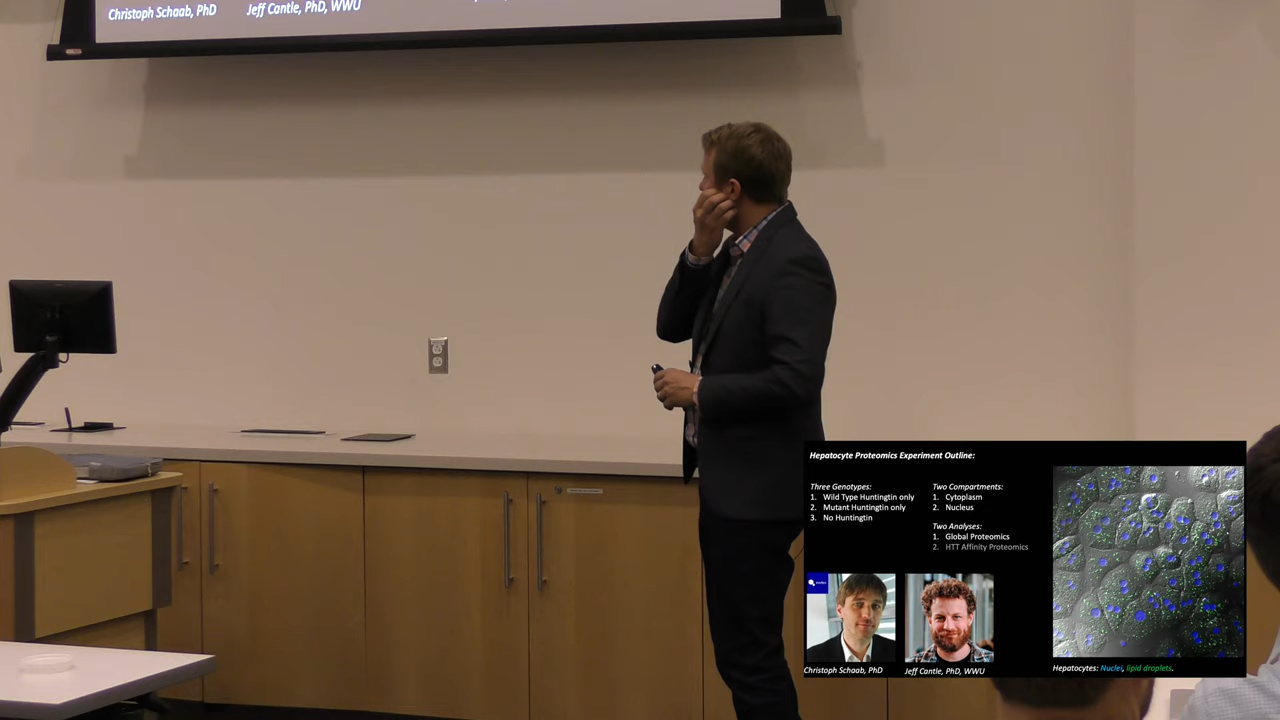 Christoph Schaab, PhD
Jeff Cantle, PhD, WWU
Hepatocyte Proteomics Experiment Outline:
Three Genotypes:
1. Wild Type Huntingtin only
2. Mutant Huntingtin only
3. No Huntingtin
Two Compartments:
1. Cytoplasm
2. Nucleus
Two Analyses:
1. Global Proteomics
2. HTT Affinity Proteomics
Christoph Schaab, PhD
Jeff Cantle, PhD, WWU
Hepatocytes: Nuclei, lipid droplets.